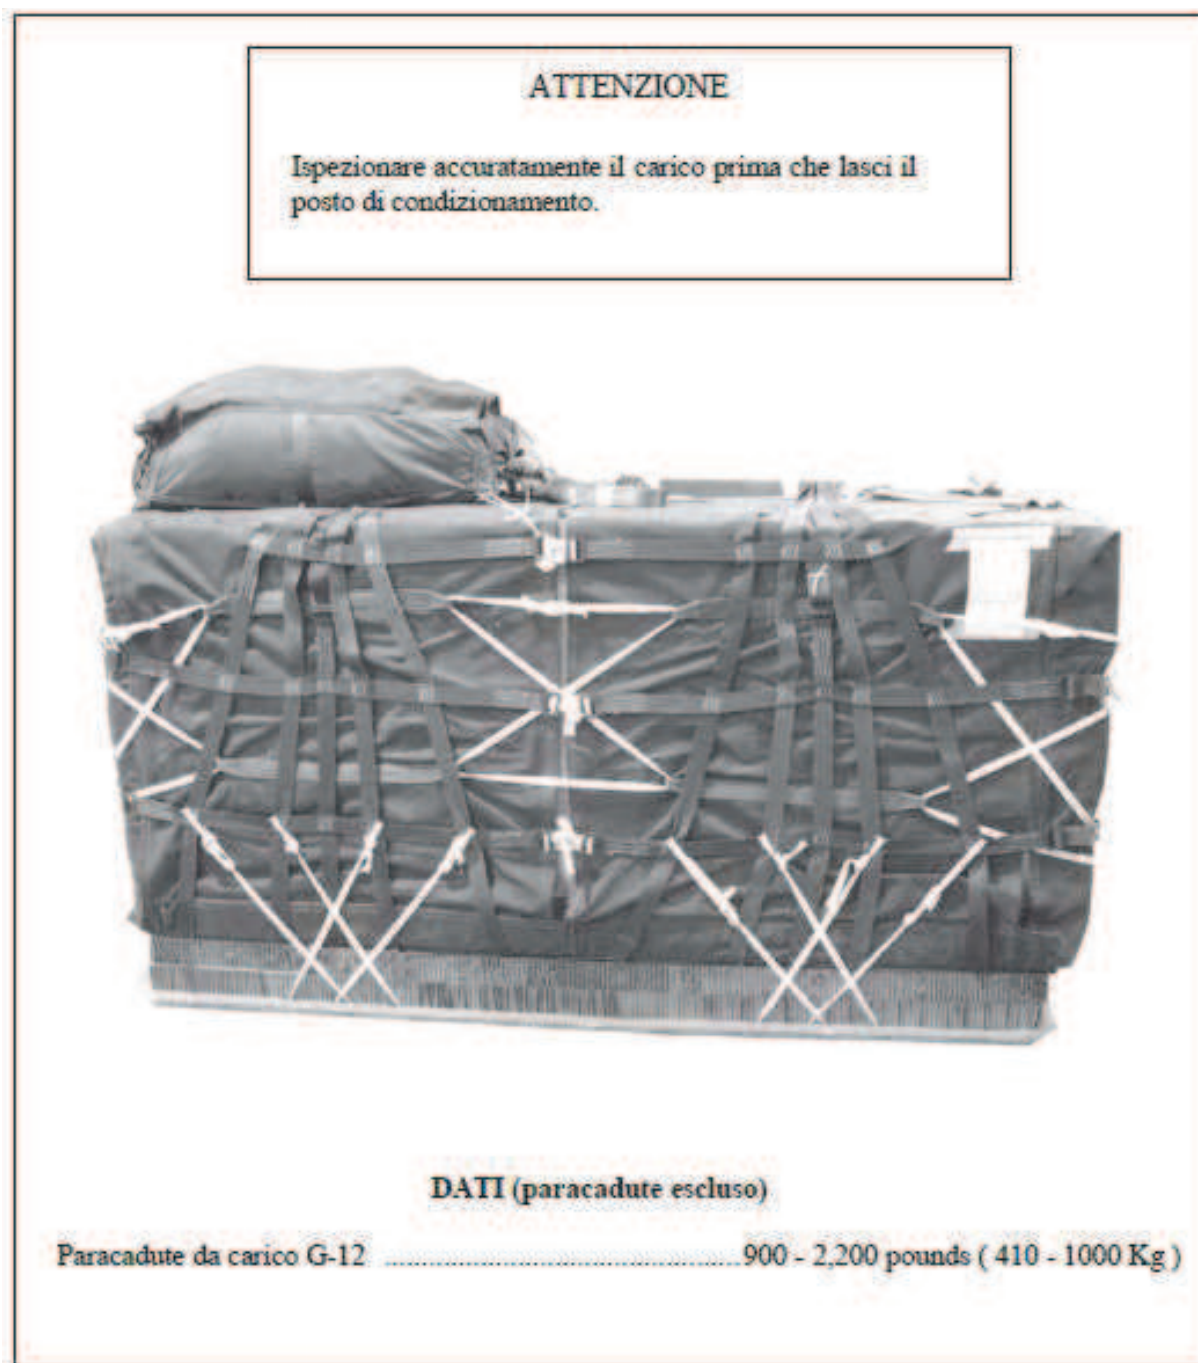 ATTENZIONE
Ispezionare accuratamente il carico prima che lasci il
posto di condizionamento.
DATI (paracadute escluso)
Paracadute da carico G-12 ........................................................ 900 - 2,200 pounds ( 410 - 1000 Kg )